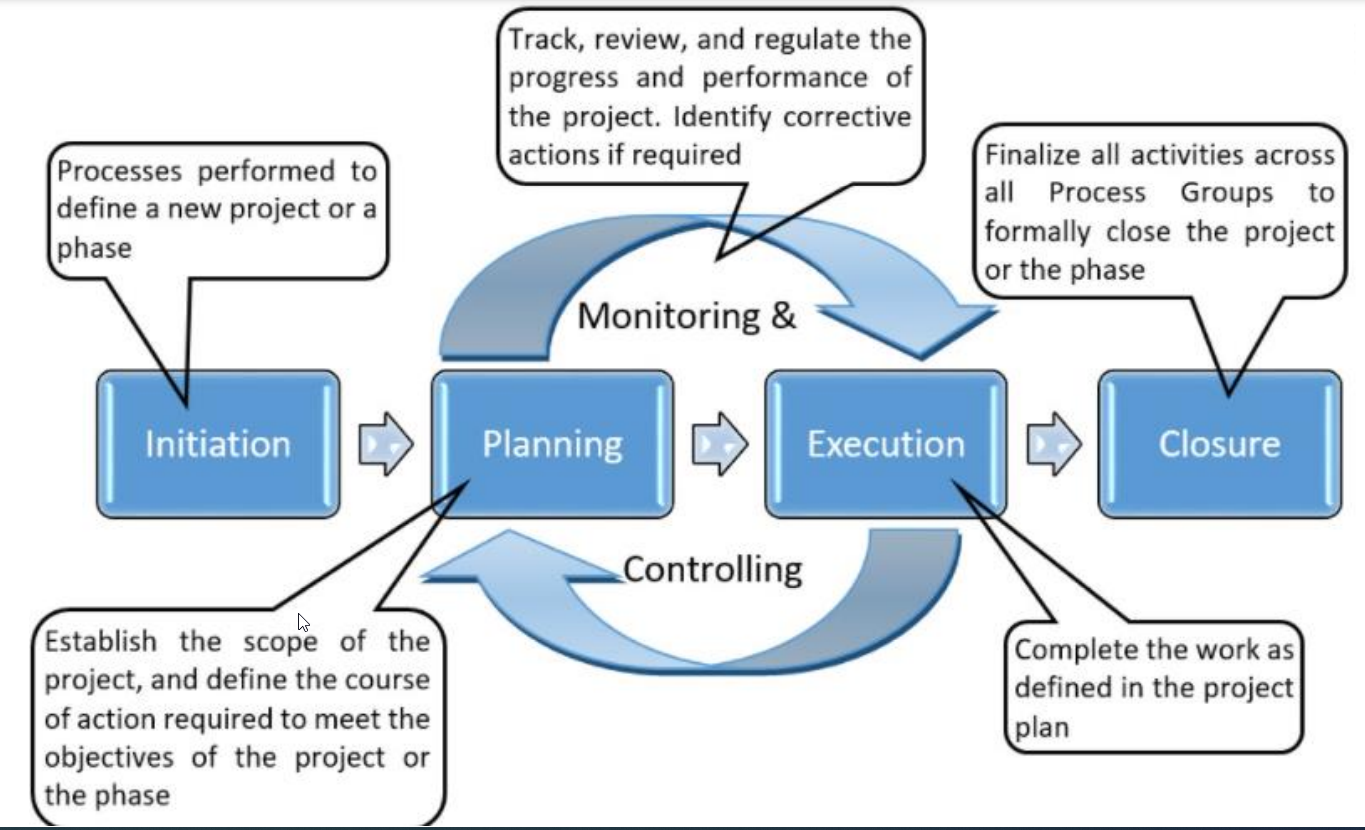 Track, review, and regulate the
progress and performance of
the project. Identify corrective
actions if required
Processes performed to
define a new project or a
phase
Finalize all activities across
all Process Groups to
formally close the project
or the phase
Monitoring &
Initiation
Planning
Execution
Closure
Controlling
Establish the scope of the
project, and define the course
of action required to meet the
objectives of the project or
the phase
Complete the work as
defined in the project
plan